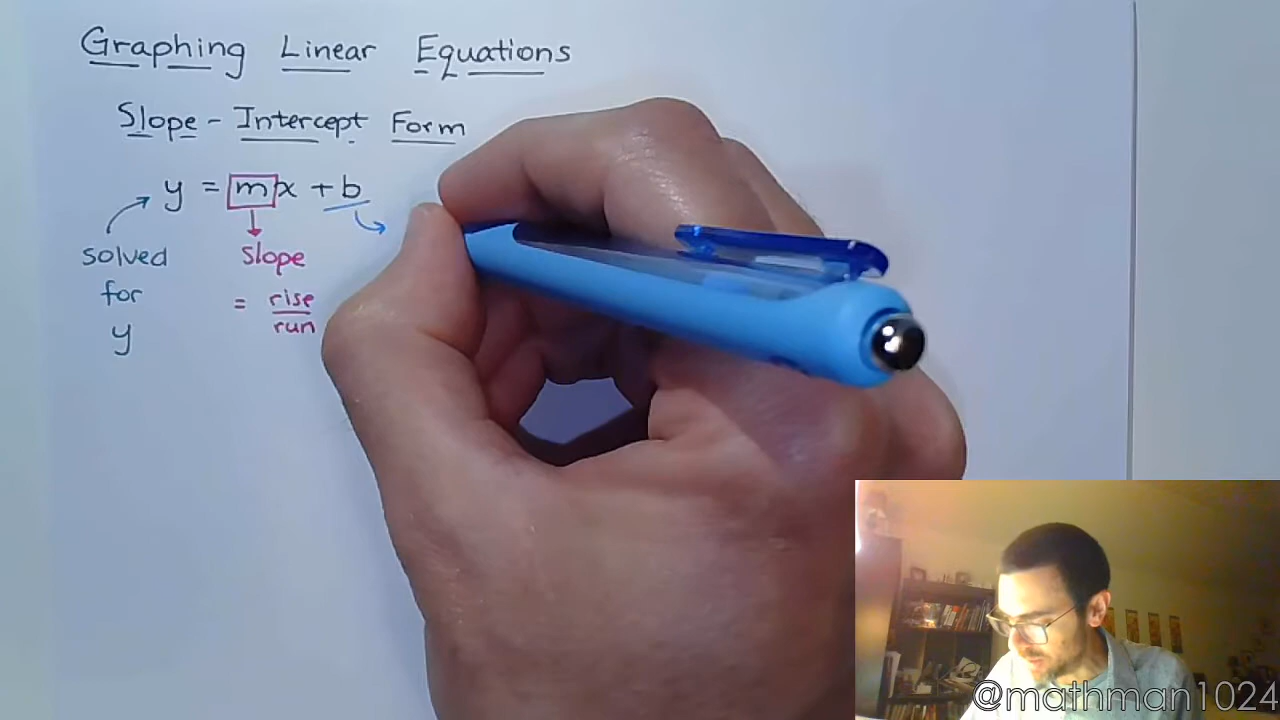 Graphing Linear Equations
Slope - Intercept Form
y = mx + b
solved for y
slope
= rise
run
@mathman1024